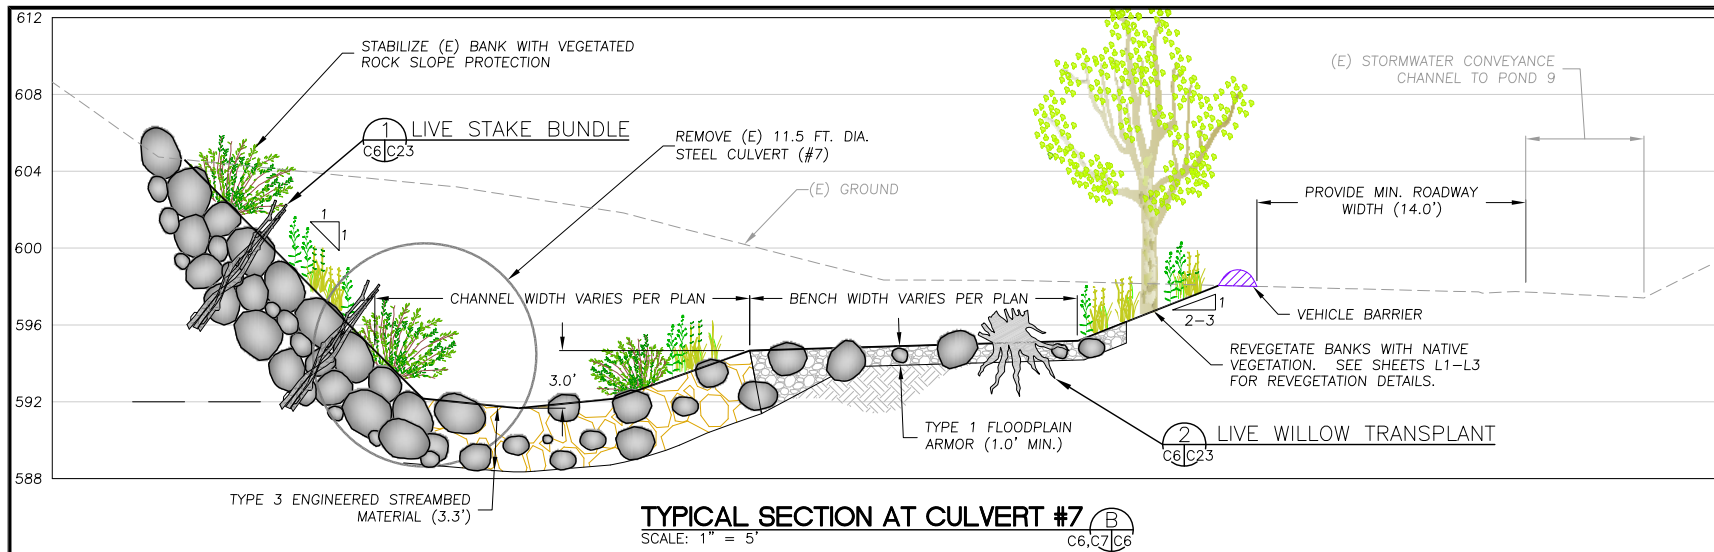 612
608
604
600
596
592
588
STABILIZE (E) BANK WITH VEGETATED
ROCK SLOPE PROTECTION
1
LIVE STAKE BUNDLE
C6 C23
REMOVE (E) 11.5 FT. DIA.
STEEL CULVERT (#7)
(E) GROUND
(E) STORMWATER CONVEYANCE
CHANNEL TO POND 9
PROVIDE MIN. ROADWAY
WIDTH (14.0')
1
1
CHANNEL WIDTH VARIES PER PLAN
BENCH WIDTH VARIES PER PLAN
1
2-3
VEHICLE BARRIER
3.0'
REVEGETATE BANKS WITH NATIVE
VEGETATION. SEE SHEETS L1-L3
FOR REVEGETATION DETAILS.
TYPE 1 FLOODPLAIN
ARMOR (1.0' MIN.)
2
LIVE WILLOW TRANSPLANT
C6 C23
TYPE 3 ENGINEERED STREAMBED
MATERIAL (3.3')
TYPICAL SECTION AT CULVERT #7
SCALE: 1" = 5'
B
C6,C7 C6